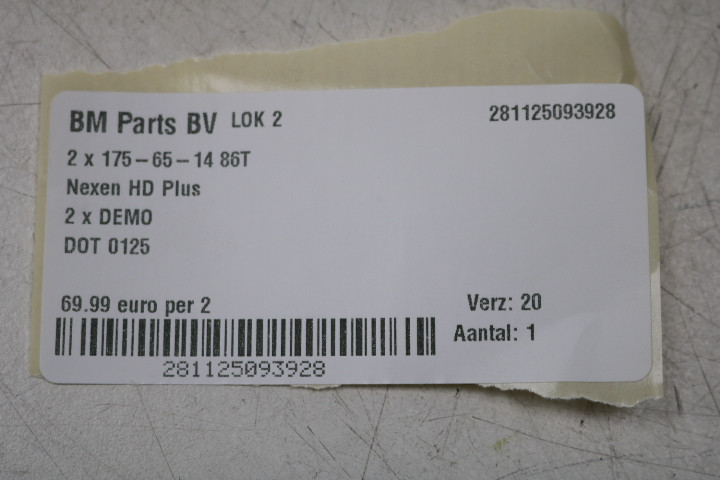 BM Parts BV LOK 2 281125093928
2 x 175-65-14 86T
Nexen HD Plus
2 x DEMO
DOT 0125
69.99 euro per 2 Verz: 20
Aantal: 1
281125093928